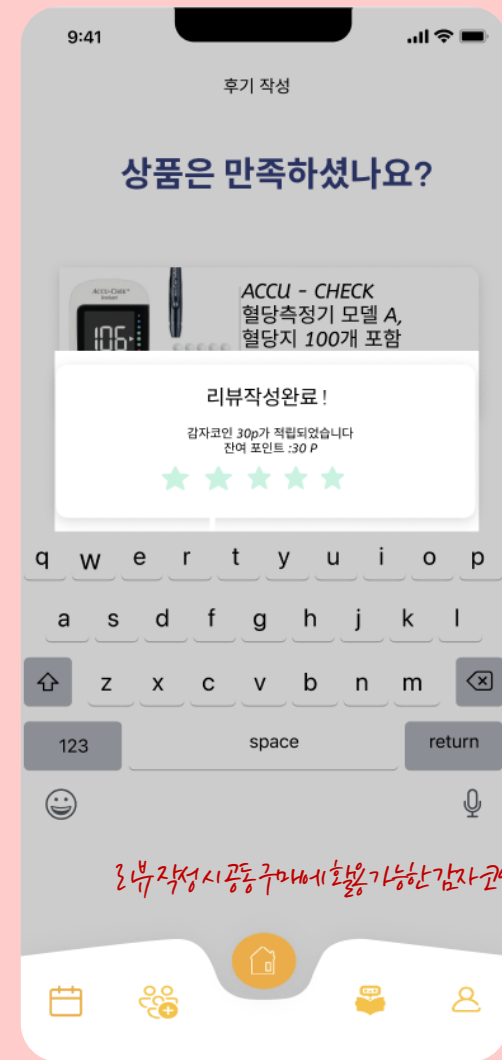 9:41
후기 작성
상품은 만족하셨나요?
ACCU-CHEK
Instant
106
ACCU - CHECK
혈당측정기 모델 A,
혈당지 100개 포함
리뷰작성완료!
감자코인 30p가 적립되었습니다
잔여 포인트 :30 P
q w e r t y u i o p
a s d f g h j k l
z x c v b n m
123 space return
리뷰작성시 공동구매에 활용가능한 감자